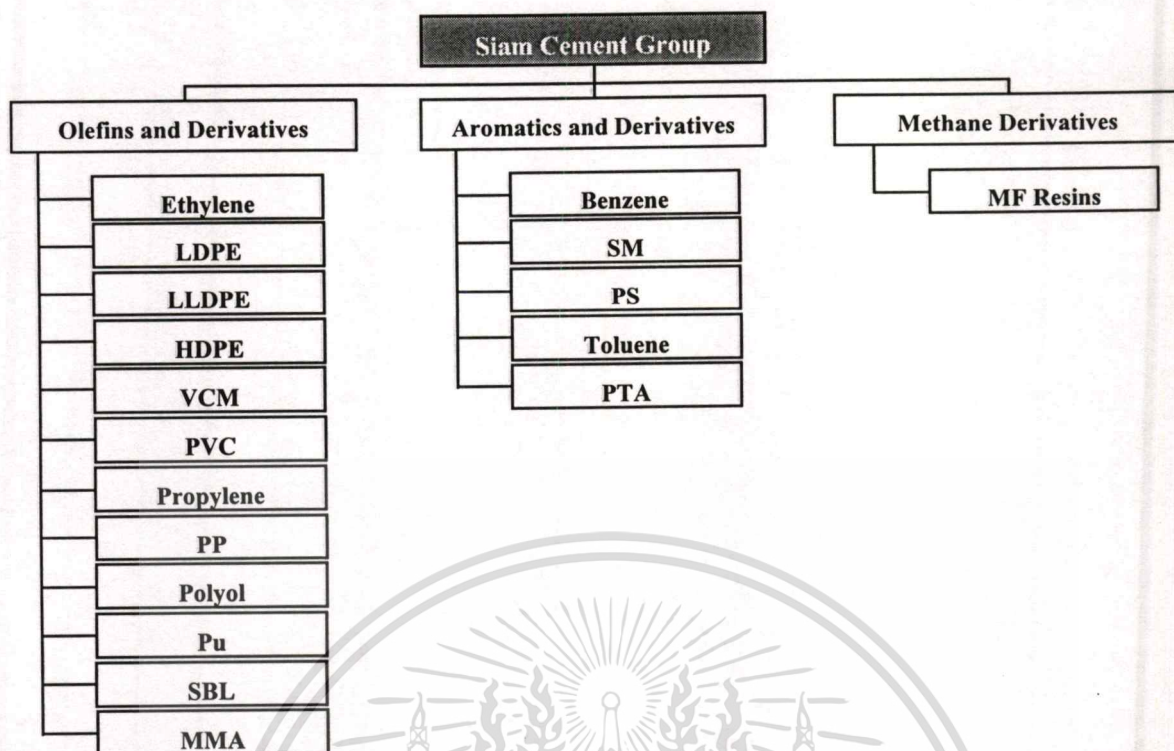 Siam Cement Group
Olefins and Derivatives
Ethylene
LDPE
LLDPE
HDPE
VCM
PVC
Propylene
PP
Polyol
Pu
SBL
MMA
Aromatics and Derivatives
Benzene
SM
PS
Toluene
PTA
Methane Derivatives
MF Resins